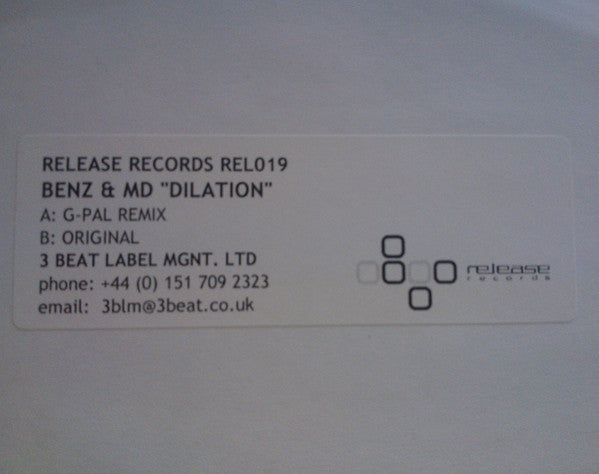 RELEASE RECORDS REL019
BENZ & MD "DILATION"
A: G-PAL REMIX
B: ORIGINAL
3 BEAT LABEL MGNT. LTD
phone: +44 (0) 151 709 2323
email: 3blm@3beat.co.uk
release
records